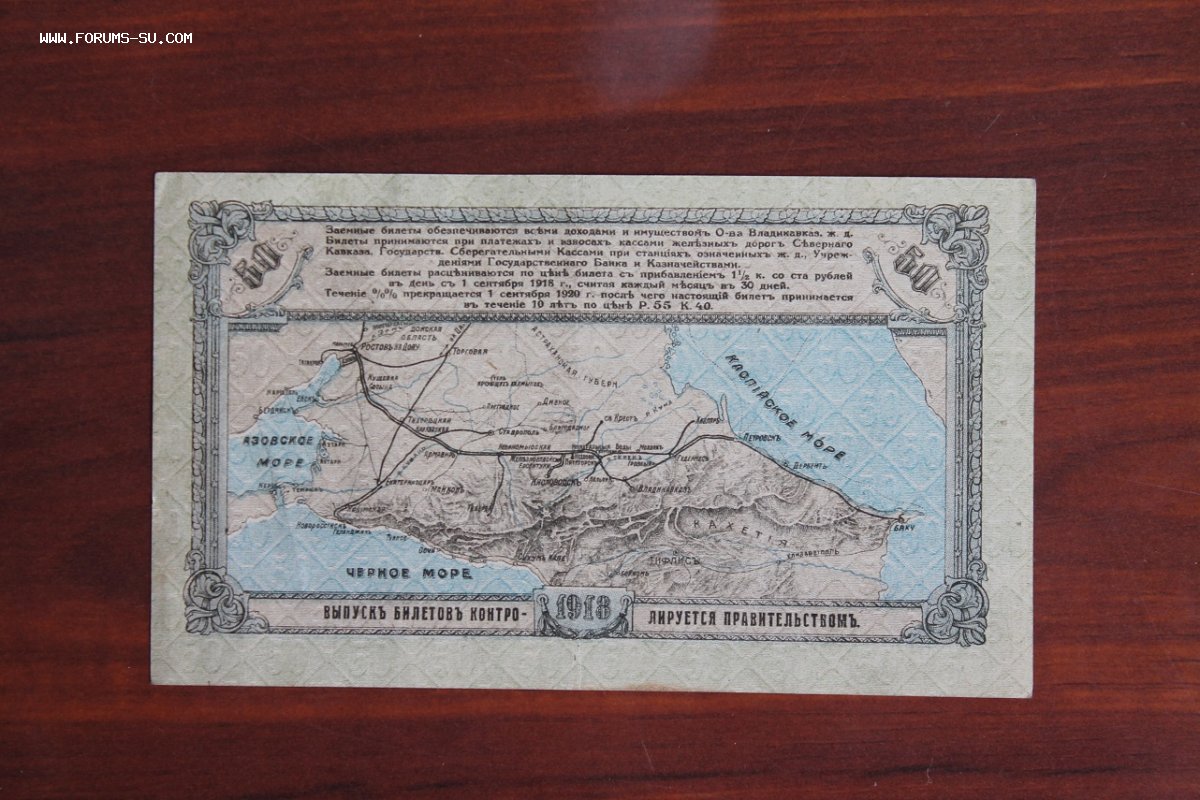 WWW.FORUMS-SU.COM
50
50
Заемные билеты обезпечиваются всѣми доходами и имуществомъ О-ва Владикавказ. ж. д.
Билеты принимаются при платежахъ и взносахъ кассами желѣзныхъ дорогъ Сѣвернаго
Кавказа, Государств. Сберегательными Кассами при станціяхъ означенныхъ ж. д., Учреж-
деніями Государственнаго Банка и Казначействами.
Заемные билеты расцѣниваются по цѣнѣ билета съ прибавленіемъ 1½ к. со ста рублей
въ день съ 1 сентября 1918 г., считая каждый мѣсяцъ въ 30 дней.
Теченіе %% прекращается 1 сентября 1920 г. послѣ чего настоящій билетъ принимается
въ теченіе 10 лѣтъ по цѣнѣ Р. 55 К. 40.
ДОНСКАЯ
ОБЛАСТЬ
РОСТОВЪ НА ДОНУ
ТОРГОВАЯ
АСТРАХАНСКАЯ ГУБЕРН.
КАСПІЙСКОЕ МОРЕ
АЗОВСКОЕ
МОРЕ
СТАВРОПОЛЬ
ПЕТРОВСКЪ
ДЕРБЕНТЪ
АРМАВИРЪ
ЕКАТЕРИНОДАРЪ
МАЙКОПЪ
КИСЛОВОДСКЪ
ВЛАДИКАВКАЗЪ
НОВОРОССІЙСКЪ
КАХЕТІЯ
БАКУ
ТИФЛИСЪ
ЧЕРНОЕ МОРЕ
ВЫПУСКЪ БИЛЕТОВЪ КОНТРО-
1918
ЛИРУЕТСЯ ПРАВИТЕЛЬСТВОМЪ.